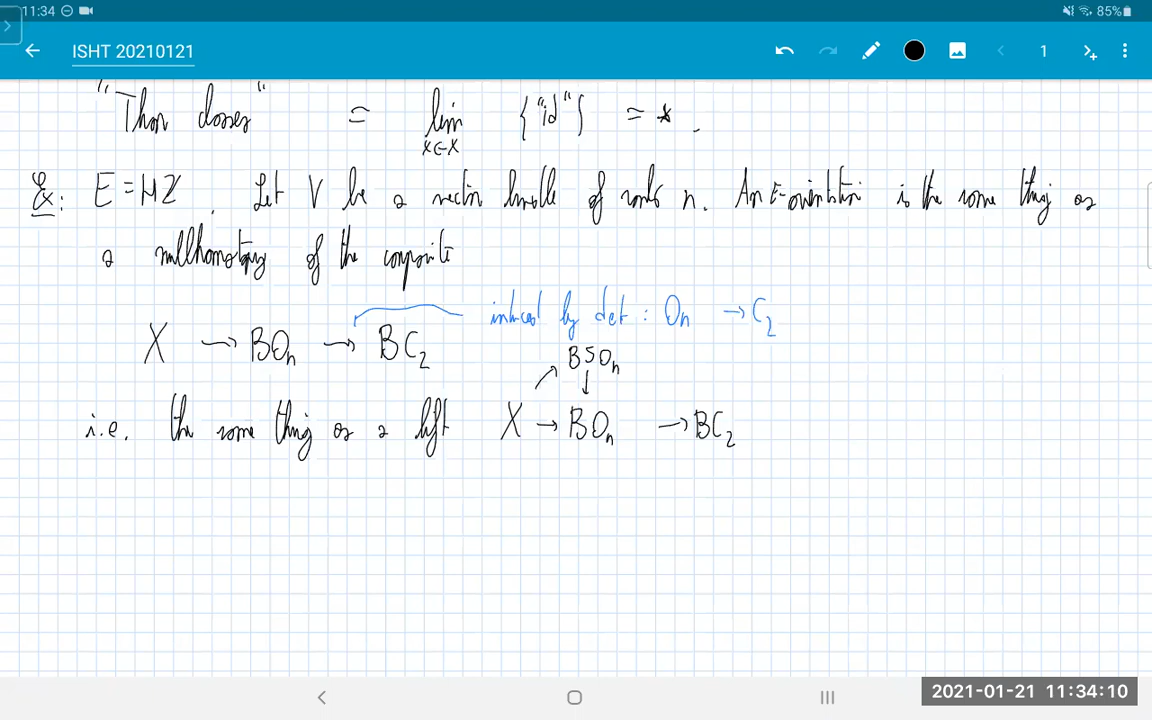 11:34
85%
ISHT 20210121
1
"Thom classes" = lim {"id"} = * .
x∈X
Ex: E = HZ . Let V be a vector bundle of rank n. An E-orientation is the same thing as
a nullhomotopy of the composite
induced by det : On → C2
X → BOn → BC2
BSOn
i.e. the same thing as a lift X → BOn → BC2
2021-01-21 11:34:10